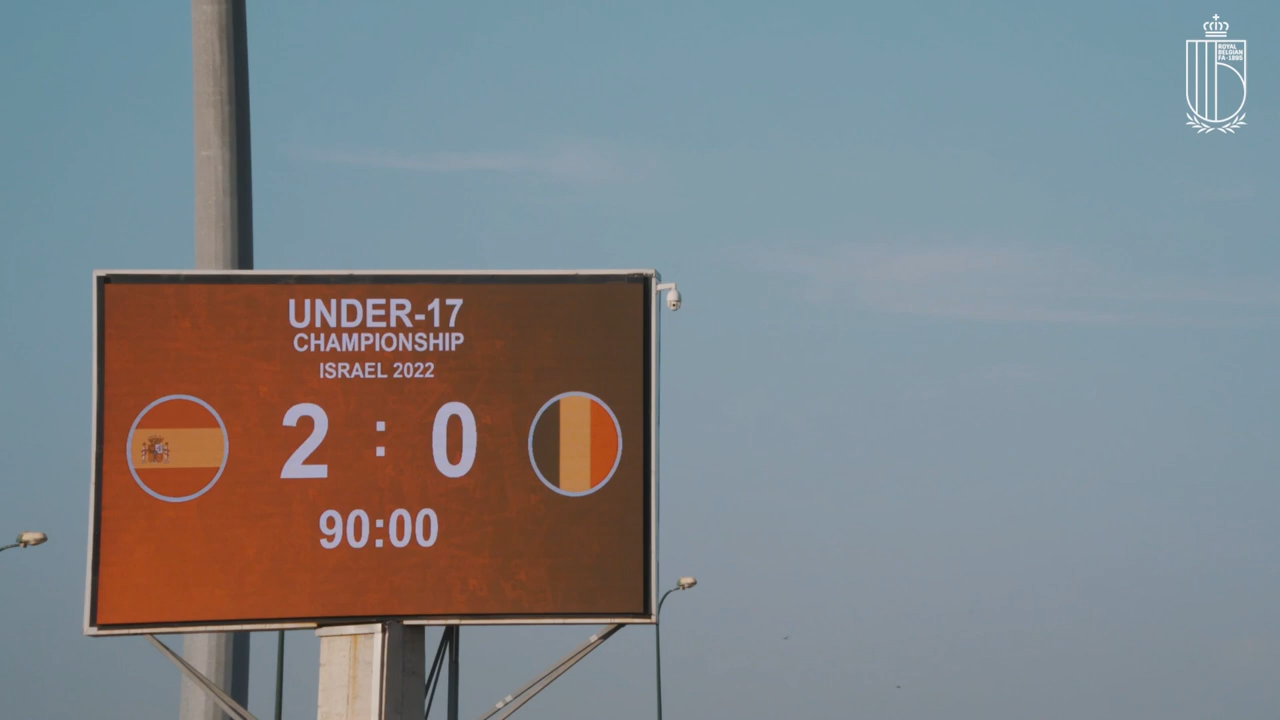 ROYAL
BELGIAN
FA-1895
UNDER-17
CHAMPIONSHIP
ISRAEL 2022
2 : 0
90:00